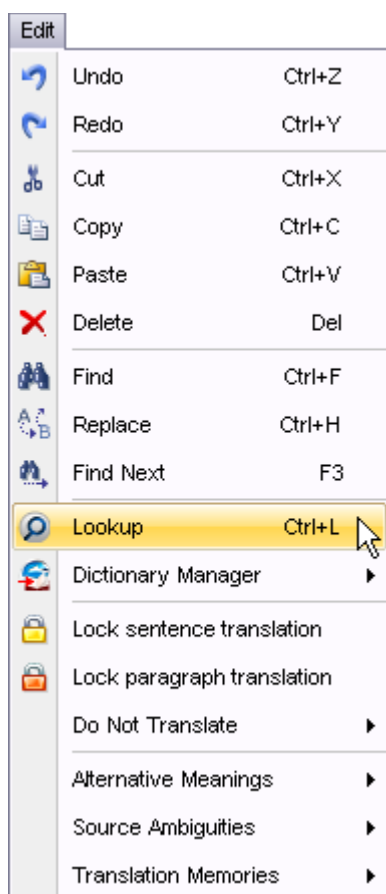 Edit
Undo Ctrl+Z
Redo Ctrl+Y
Cut Ctrl+X
Copy Ctrl+C
Paste Ctrl+V
Delete Del
Find Ctrl+F
Replace Ctrl+H
Find Next F3
Lookup Ctrl+L
Dictionary Manager
Lock sentence translation
Lock paragraph translation
Do Not Translate
Alternative Meanings
Source Ambiguities
Translation Memories